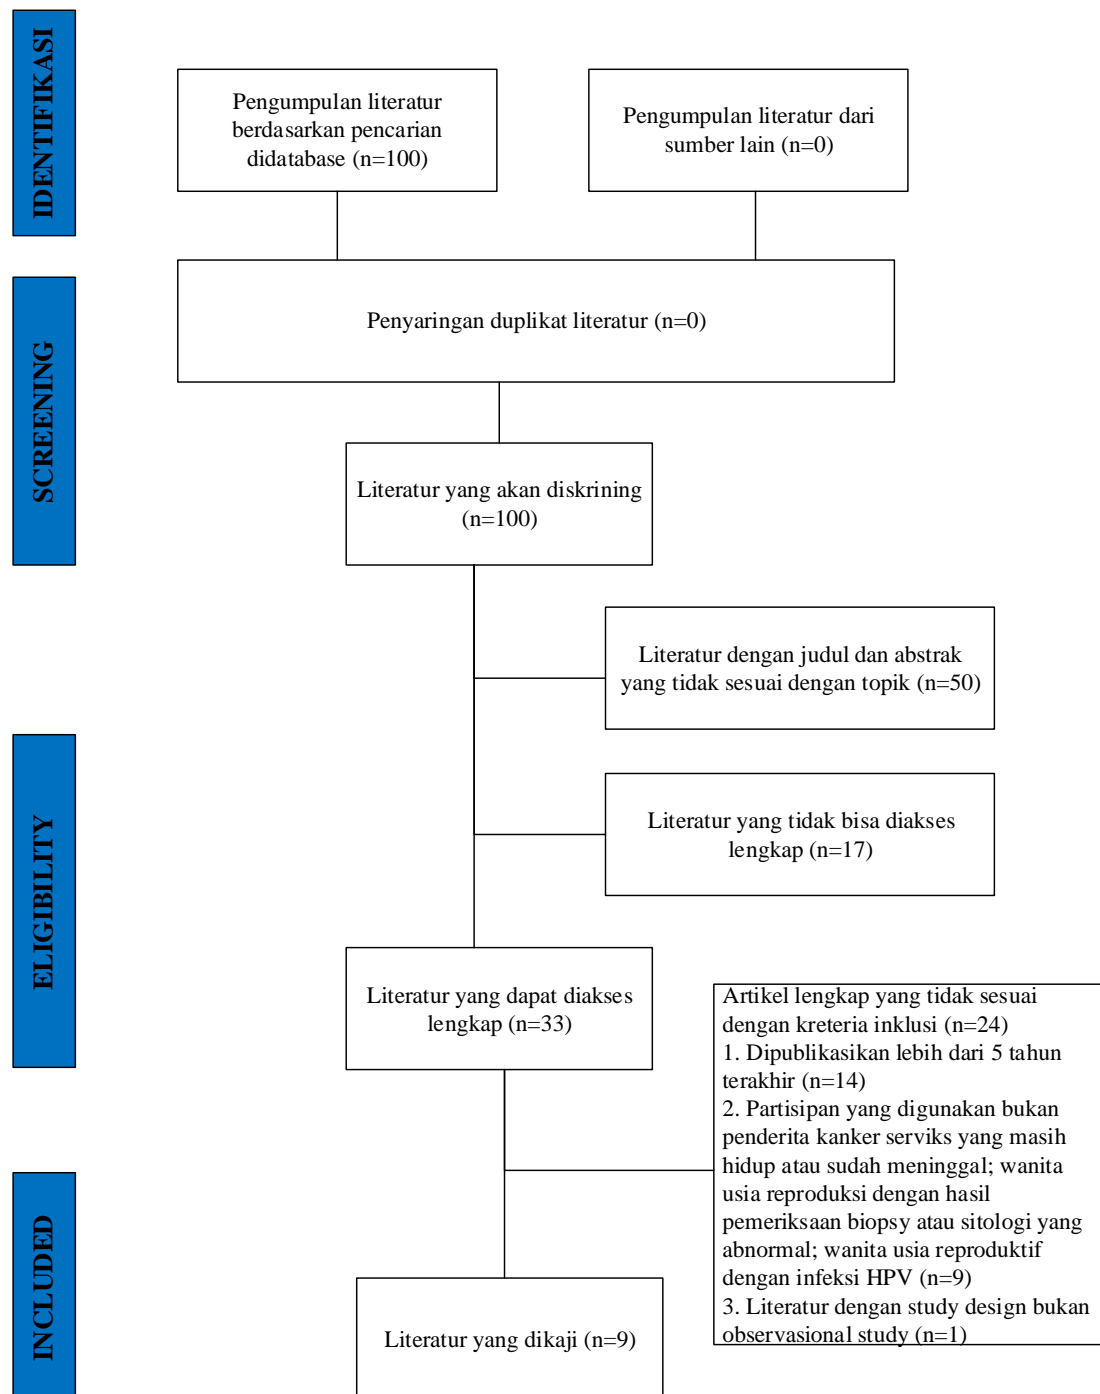 IDENTIFIKASI
Pengumpulan literatur
berdasarkan pencarian
didatabase (n=100)
Pengumpulan literatur dari
sumber lain (n=0)
SCREENING
Penyaringan duplikat literatur (n=0)
Literatur yang akan diskrining
(n=100)
Literatur dengan judul dan abstrak
yang tidak sesuai dengan topik (n=50)
ELIGIBILITY
Literatur yang tidak bisa diakses
lengkap (n=17)
Literatur yang dapat diakses
lengkap (n=33)
Artikel lengkap yang tidak sesuai
dengan kreteria inklusi (n=24)
1. Dipublikasikan lebih dari 5 tahun
terakhir (n=14)
2. Partisipan yang digunakan bukan
penderita kanker serviks yang masih
hidup atau sudah meninggal; wanita
usia reproduksi dengan hasil
pemeriksaan biopsy atau sitologi yang
abnormal; wanita usia reproduktif
dengan infeksi HPV (n=9)
3. Literatur dengan study design bukan
observasional study (n=1)
INCLUDED
Literatur yang dikaji (n=9)